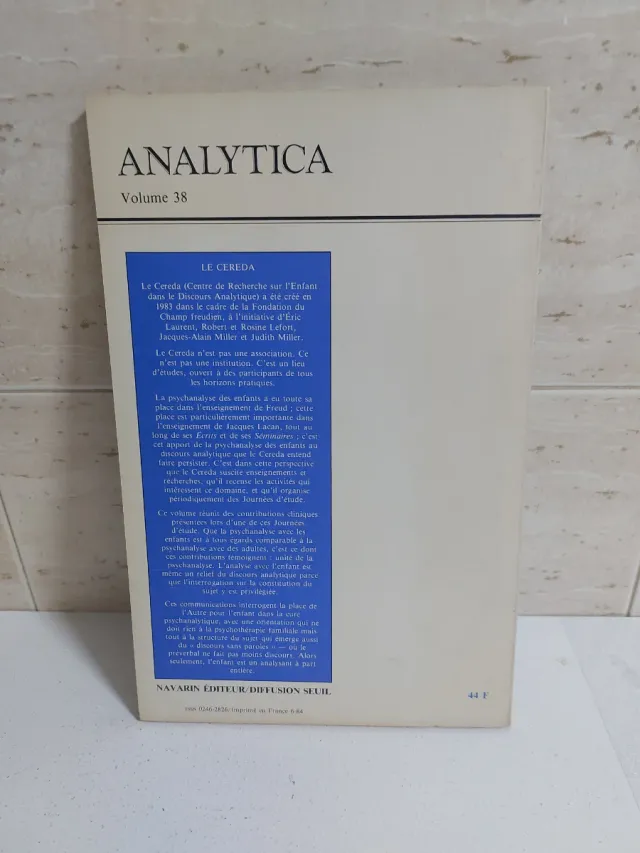 ANALYTICA
Volume 38
LE CEREDA
Le Cereda (Centre de Recherche sur l'Enfant
dans le Discours Analytique) a été créé en
1983 dans le cadre de la Fondation du
Champ freudien, à l'initiative d'Éric
Laurent, Robert et Rosine Lefort,
Jacques-Alain Miller et Judith Miller.
Le Cereda n'est pas une association. Ce
n'est pas une institution. C'est un lieu
d'études, ouvert à des participants de tous
les horizons pratiques.
La psychanalyse des enfants a eu toute sa
place dans l'enseignement de Freud ; cette
place est particulièrement importante dans
l'enseignement de Jacques Lacan, tout au
long de ses Écrits et de ses Séminaires ; c'est
cet apport de la psychanalyse des enfants au
discours analytique que le Cereda entend
faire persister. C'est dans cette perspective
que le Cereda suscite enseignements et
recherches, qu'il recense les activités qui
intéressent ce domaine, et qu'il organise
périodiquement des Journées d'étude.
Ce volume réunit des contributions cliniques
présentées lors d'une de ces Journées
d'étude. Que la psychanalyse avec les
enfants est à tous égards comparable à la
psychanalyse avec des adultes, c'est ce dont
ces contributions témoignent : unité de la
psychanalyse. L'analyse avec l'enfant est
même un relief du discours analytique parce
que l'interrogation sur la constitution du
sujet y est privilégiée.
Ces communications interrogent la place de
l'Autre pour l'enfant dans la cure
psychanalytique, avec une orientation qui ne
doit rien à la psychothérapie familiale mais
tout à la structure du sujet qui émerge aussi
du « discours sans paroles » — où le
préverbal ne fait pas moins discours. Alors
seulement, l'enfant est un analysant à part
entière.
NAVARIN ÉDITEUR/DIFFUSION SEUIL
44 F
issn 0246-2826/Imprimé en France 6-84